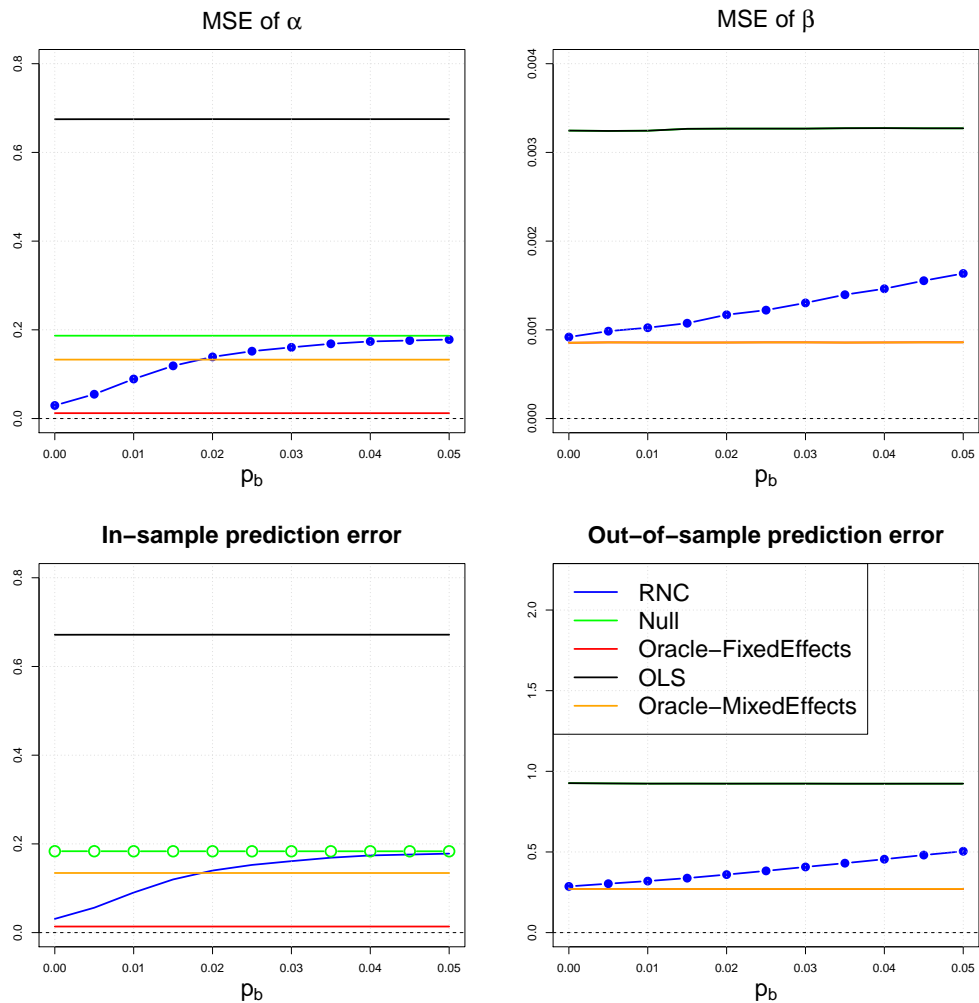 MSE of α
0.8
0.6
0.4
0.2
0.0
0.00 0.01 0.02 0.03 0.04 0.05
pb
MSE of β
0.004
0.003
0.002
0.001
0.000
0.00 0.01 0.02 0.03 0.04 0.05
pb
In−sample prediction error
0.8
0.6
0.4
0.2
0.0
0.00 0.01 0.02 0.03 0.04 0.05
pb
Out−of−sample prediction error
2.0
1.5
1.0
0.5
0.0
RNC
Null
Oracle−FixedEffects
OLS
Oracle−MixedEffects
0.00 0.01 0.02 0.03 0.04 0.05
pb